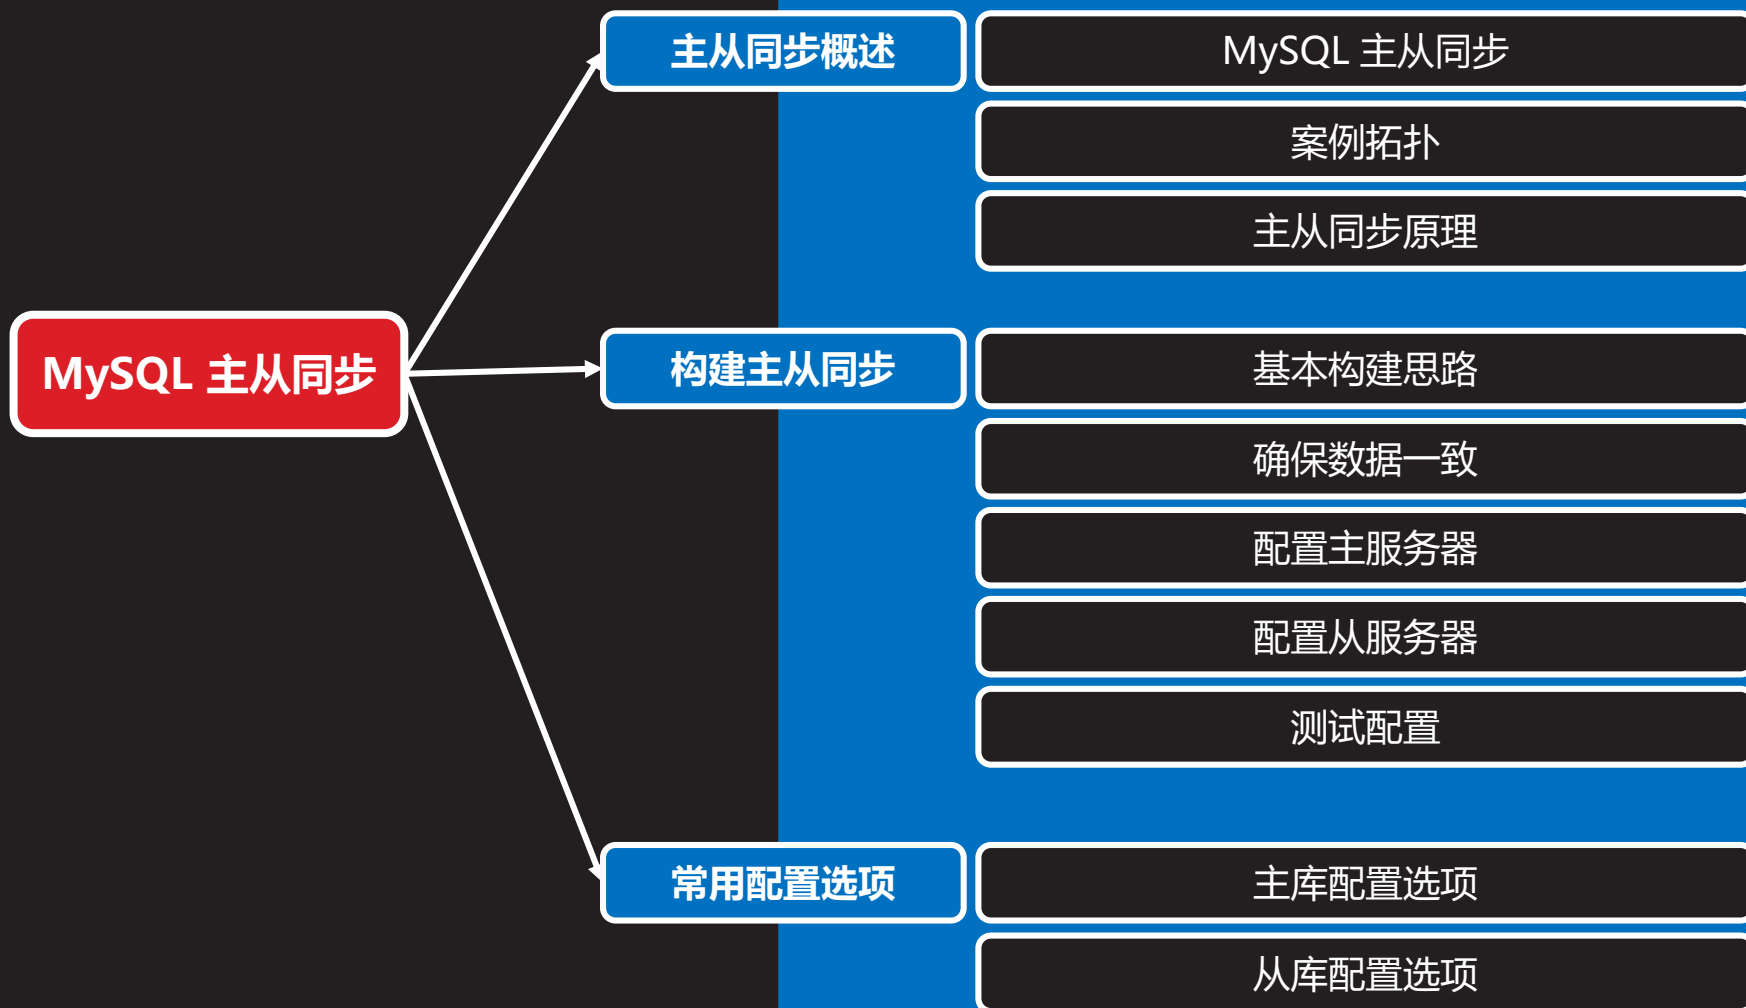 主从同步概述
MySQL 主从同步
案例拓扑
主从同步原理
MySQL 主从同步
构建主从同步
基本构建思路
确保数据一致
配置主服务器
配置从服务器
测试配置
常用配置选项
主库配置选项
从库配置选项